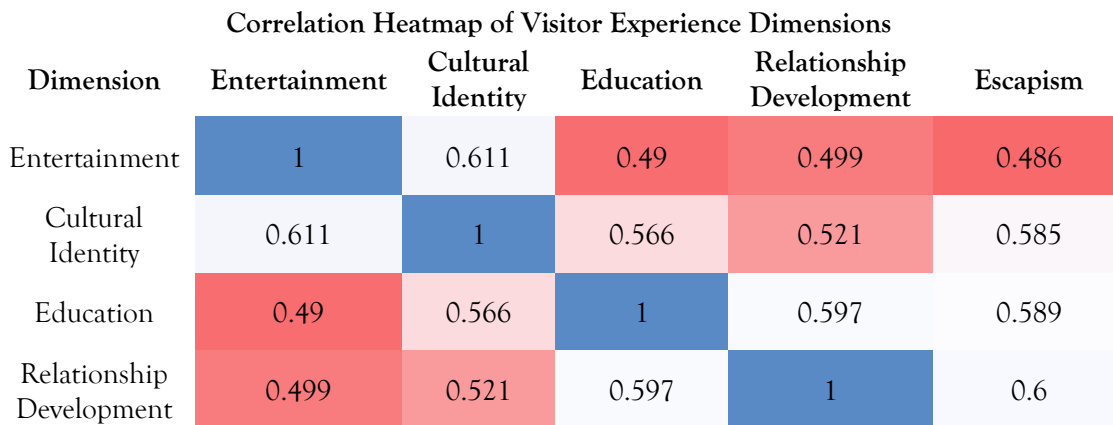 Correlation Heatmap of Visitor Experience Dimensions
Dimension Entertainment Cultural Identity Education Relationship Development Escapism
Entertainment 1 0.611 0.49 0.499 0.486
Cultural Identity 0.611 1 0.566 0.521 0.585
Education 0.49 0.566 1 0.597 0.589
Relationship Development 0.499 0.521 0.597 1 0.6